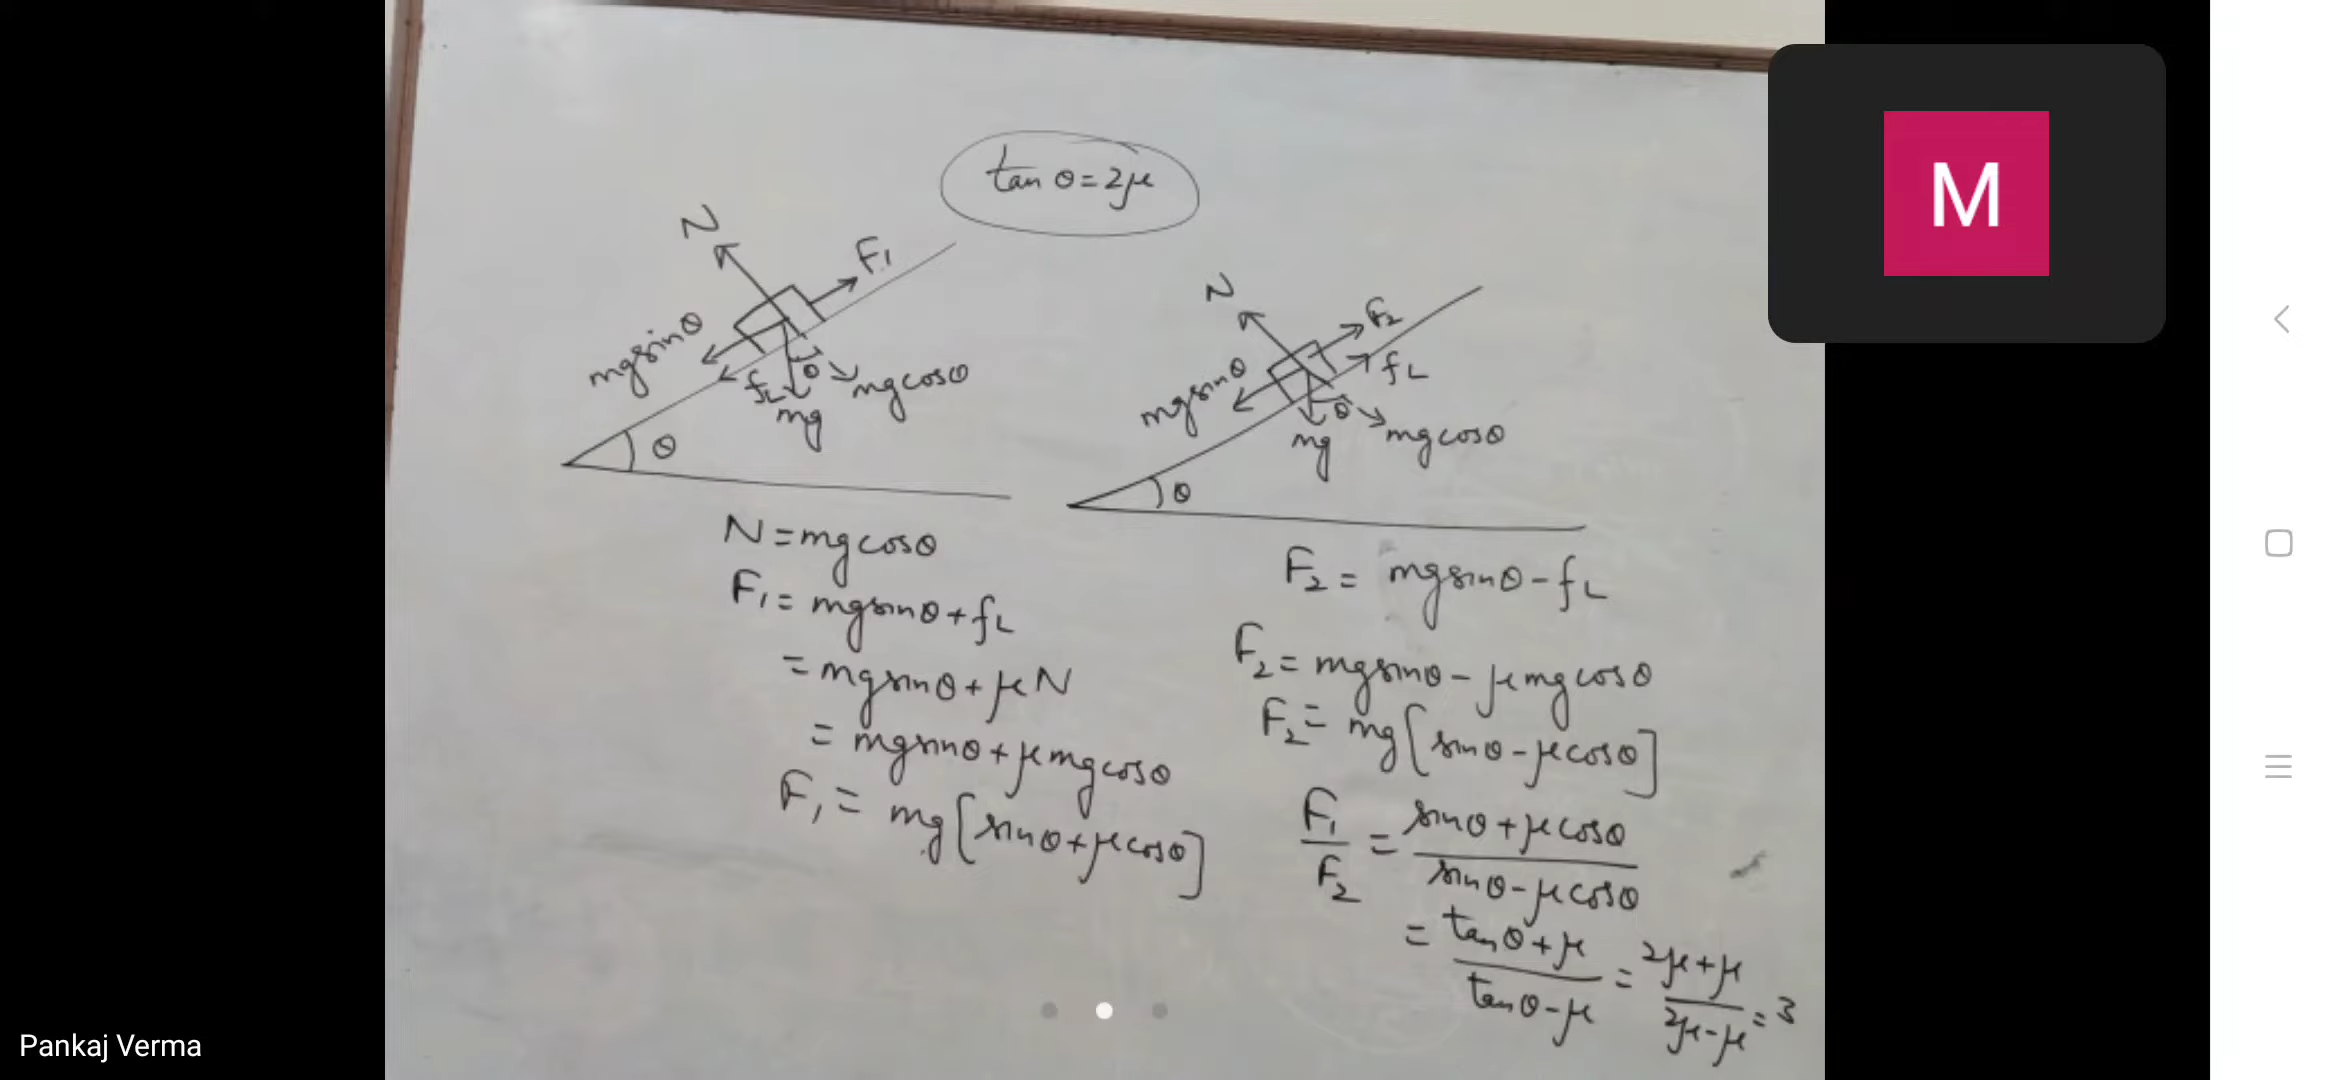 tan θ = 2μ
N
F₁
mg sinθ
f_L
θ
mg
mg cosθ
θ
N
F₂
f_L
mg sinθ
θ
mg
mg cosθ
θ
N = mg cosθ
F₁ = mg sinθ + f_L
= mg sinθ + μN
= mg sinθ + μ mg cosθ
F₁ = mg[sinθ + μ cosθ]
F₂ = mg sinθ - f_L
F₂ = mg sinθ - μ mg cosθ
F₂ = mg[sinθ - μ cosθ]
F₁/F₂ = (sinθ + μ cosθ)/(sinθ - μ cosθ)
= (tanθ + μ)/(tanθ - μ) = (2μ + μ)/(2μ - μ) = 3
M
Pankaj Verma